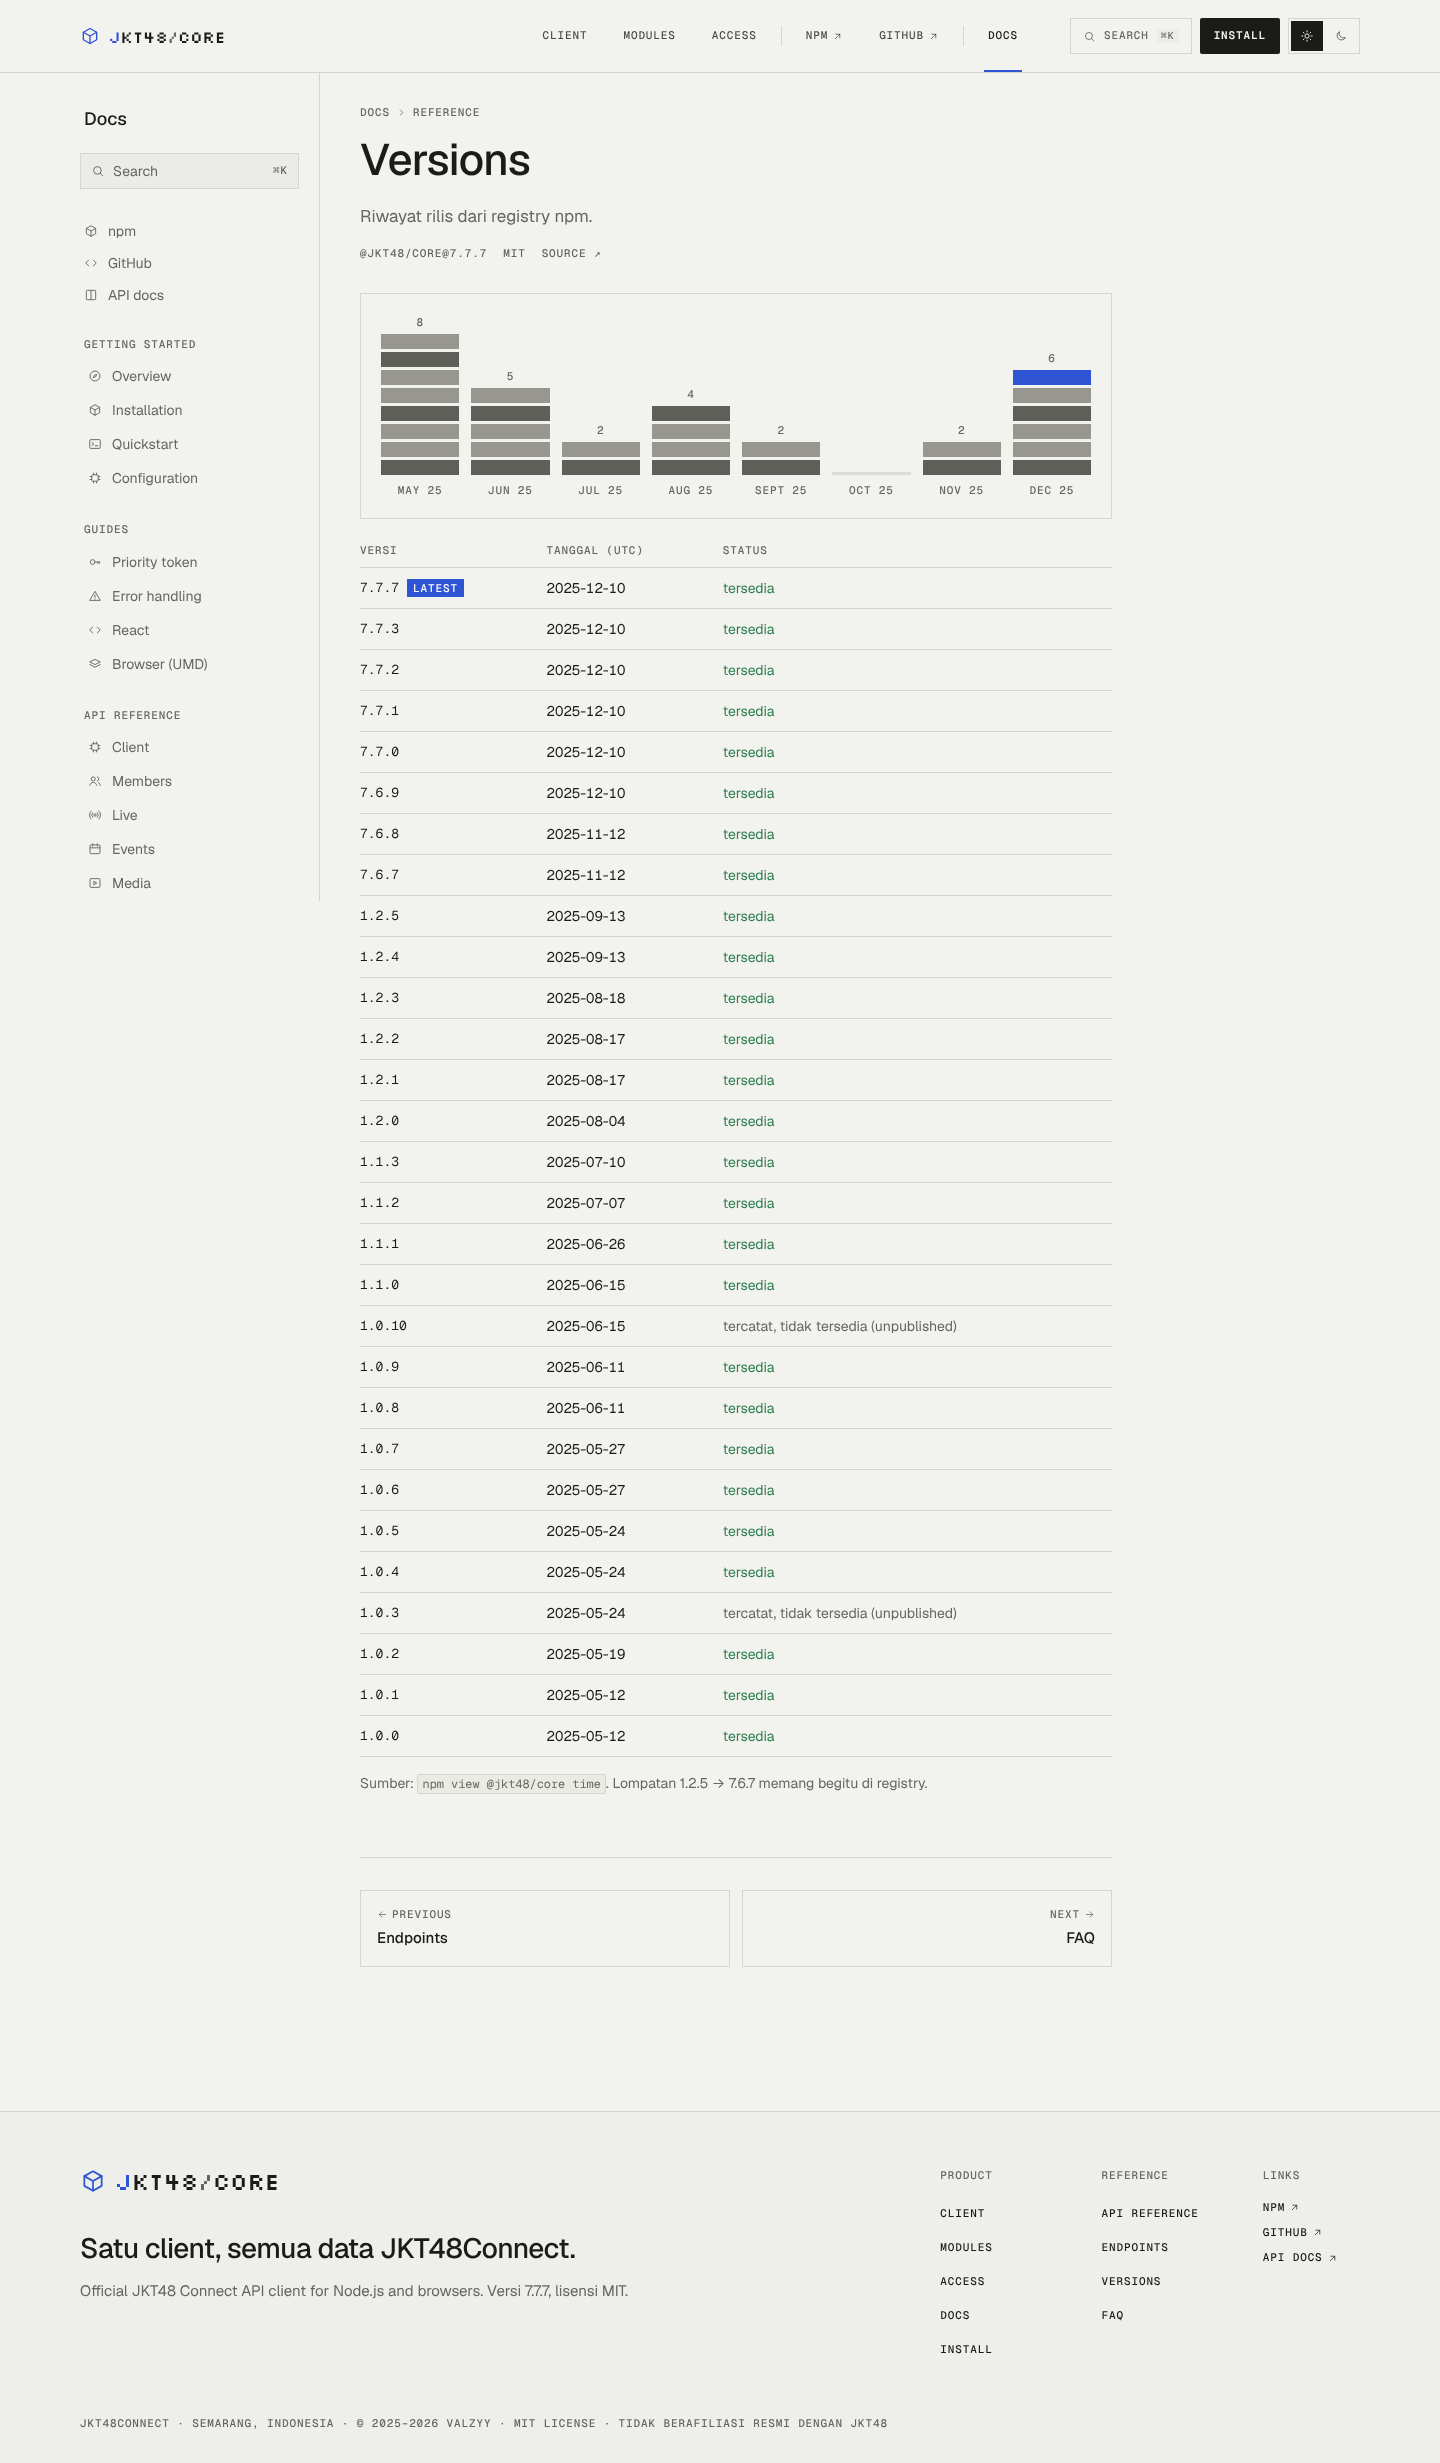 JKT48/CORE
CLIENT MODULES ACCESS NPM ↗ GITHUB ↗ DOCS SEARCH ⌘K INSTALL
Docs
Search ⌘K
npm
GitHub
API docs
GETTING STARTED
Overview
Installation
Quickstart
Configuration
GUIDES
Priority token
Error handling
React
Browser (UMD)
API REFERENCE
Client
Members
Live
Events
Media
DOCS > REFERENCE
Versions
Riwayat rilis dari registry npm.
@JKT48/CORE@7.7.7 MIT SOURCE ↗
8 5 2 4 2 2 6
MAY 25 JUN 25 JUL 25 AUG 25 SEPT 25 OCT 25 NOV 25 DEC 25
VERSI TANGGAL (UTC) STATUS
7.7.7 LATEST 2025-12-10 tersedia
7.7.3 2025-12-10 tersedia
7.7.2 2025-12-10 tersedia
7.7.1 2025-12-10 tersedia
7.7.0 2025-12-10 tersedia
7.6.9 2025-12-10 tersedia
7.6.8 2025-11-12 tersedia
7.6.7 2025-11-12 tersedia
1.2.5 2025-09-13 tersedia
1.2.4 2025-09-13 tersedia
1.2.3 2025-08-18 tersedia
1.2.2 2025-08-17 tersedia
1.2.1 2025-08-17 tersedia
1.2.0 2025-08-04 tersedia
1.1.3 2025-07-10 tersedia
1.1.2 2025-07-07 tersedia
1.1.1 2025-06-26 tersedia
1.1.0 2025-06-15 tersedia
1.0.10 2025-06-15 tercatat, tidak tersedia (unpublished)
1.0.9 2025-06-11 tersedia
1.0.8 2025-06-11 tersedia
1.0.7 2025-05-27 tersedia
1.0.6 2025-05-27 tersedia
1.0.5 2025-05-24 tersedia
1.0.4 2025-05-24 tersedia
1.0.3 2025-05-24 tercatat, tidak tersedia (unpublished)
1.0.2 2025-05-19 tersedia
1.0.1 2025-05-12 tersedia
1.0.0 2025-05-12 tersedia
Sumber: npm view @jkt48/core time. Lompatan 1.2.5 → 7.6.7 memang begitu di registry.
← PREVIOUS
Endpoints
NEXT →
FAQ
JKT48/CORE
Satu client, semua data JKT48Connect.
Official JKT48 Connect API client for Node.js and browsers. Versi 7.7.7, lisensi MIT.
PRODUCT
CLIENT
MODULES
ACCESS
DOCS
INSTALL
REFERENCE
API REFERENCE
ENDPOINTS
VERSIONS
FAQ
LINKS
NPM ↗
GITHUB ↗
API DOCS ↗
JKT48CONNECT · SEMARANG, INDONESIA · © 2025–2026 VALZYY · MIT LICENSE · TIDAK BERAFILIASI RESMI DENGAN JKT48